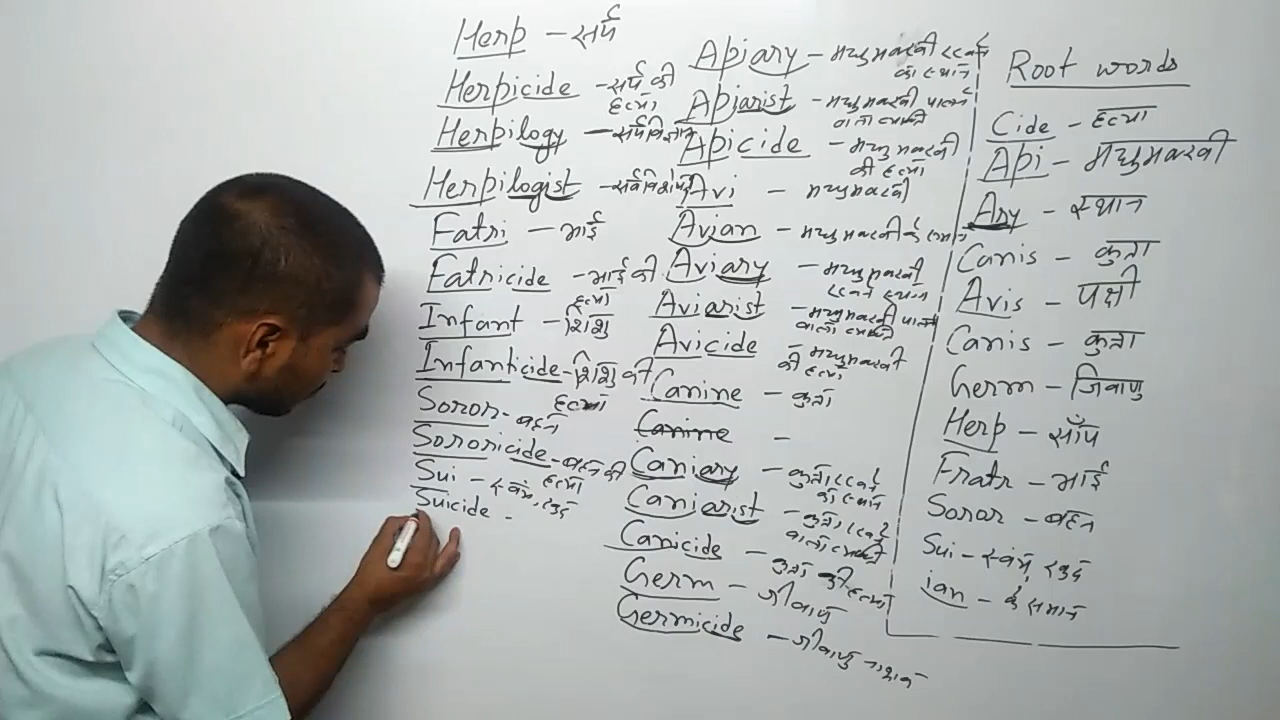 Herp - सर्प
Herpicide - सर्प की
हत्या
Herpilogy - सर्पविज्ञान
Herpilogist - सर्पविशेषज्ञ
Fatri - भाई
Fatricide - भाई की
हत्या
Infant - शिशु
Infanticide - शिशु की
हत्या
Soror - बहन
Sororicide - बहन की
हत्या
Sui - स्वंय, खुद
Suicide -
Apiary - मधुमक्खी रखने
का स्थान
Apiarist - मधुमक्खी पालने
वाला व्यक्ति
Apicide - मधुमक्खी
की हत्या
Avi - मधुमक्खी
Avian - मधुमक्खी के समान
Aviary - मधुमक्खी
रखने स्थान
Aviarist - मधुमक्खी पालने
वाला व्यक्ति
Avicide - मधुमक्खी
की हत्या
Canine - कुत्ता
Canine -
Caniary - कुत्ता रखने
का स्थान
Caniarist - कुत्ता रखने
वाला व्यक्ति
Canicide - कुत्ता की हत्या
Germ - जीवाणु
Germicide - जीवाणु नाशक
Root words
Cide - हत्या
Api - मधुमक्खी
Ary - स्थान
Canis - कुत्ता
Avis - पक्षी
Canis - कुत्ता
Germ - जिवाणु
Herp - साँप
Fratr - भाई
Soror - बहन
Sui - स्वंय, खुद
ian - के समान